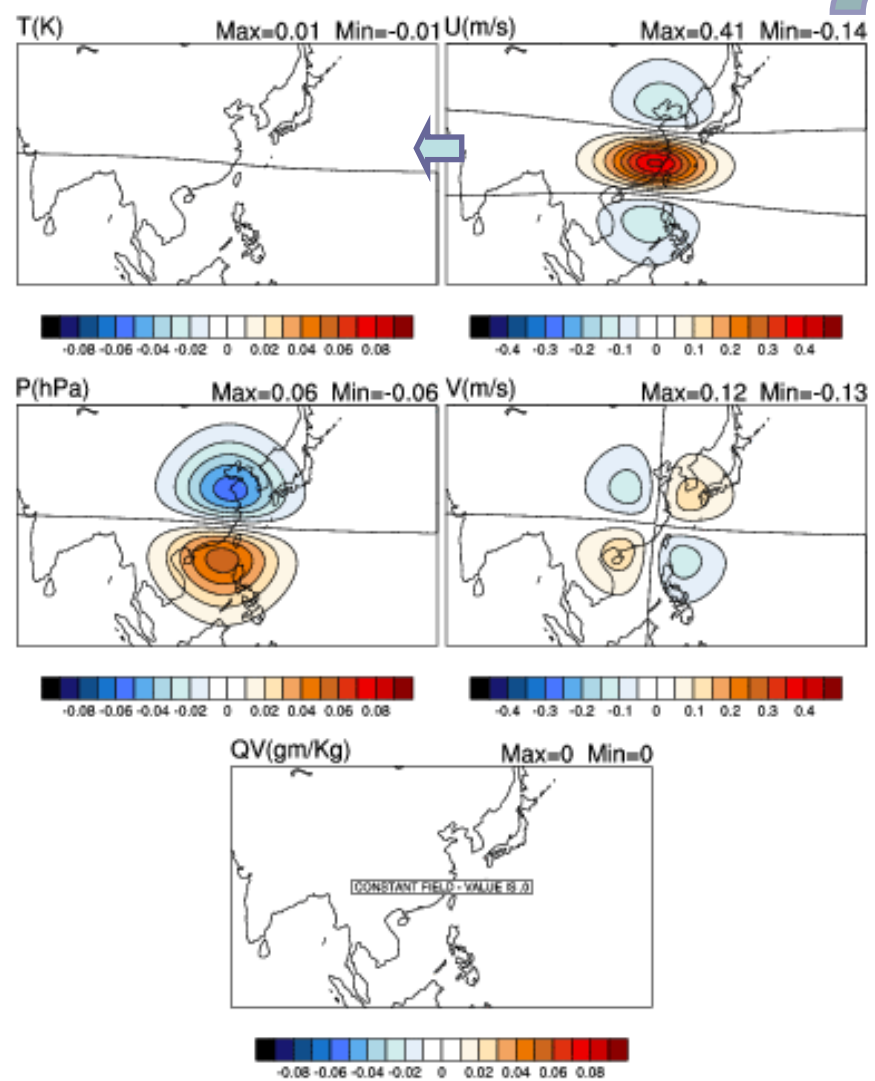 T(K) Max=0.01 Min=-0.01
U(m/s) Max=0.41 Min=-0.14
-0.08 -0.06 -0.04 -0.02 0 0.02 0.04 0.06 0.08
-0.4 -0.3 -0.2 -0.1 0 0.1 0.2 0.3 0.4
P(hPa) Max=0.06 Min=-0.06
V(m/s) Max=0.12 Min=-0.13
-0.08 -0.06 -0.04 -0.02 0 0.02 0.04 0.06 0.08
-0.4 -0.3 -0.2 -0.1 0 0.1 0.2 0.3 0.4
QV(gm/Kg) Max=0 Min=0
CONSTANT FIELD - VALUE IS .0
-0.08 -0.06 -0.04 -0.02 0 0.02 0.04 0.06 0.08